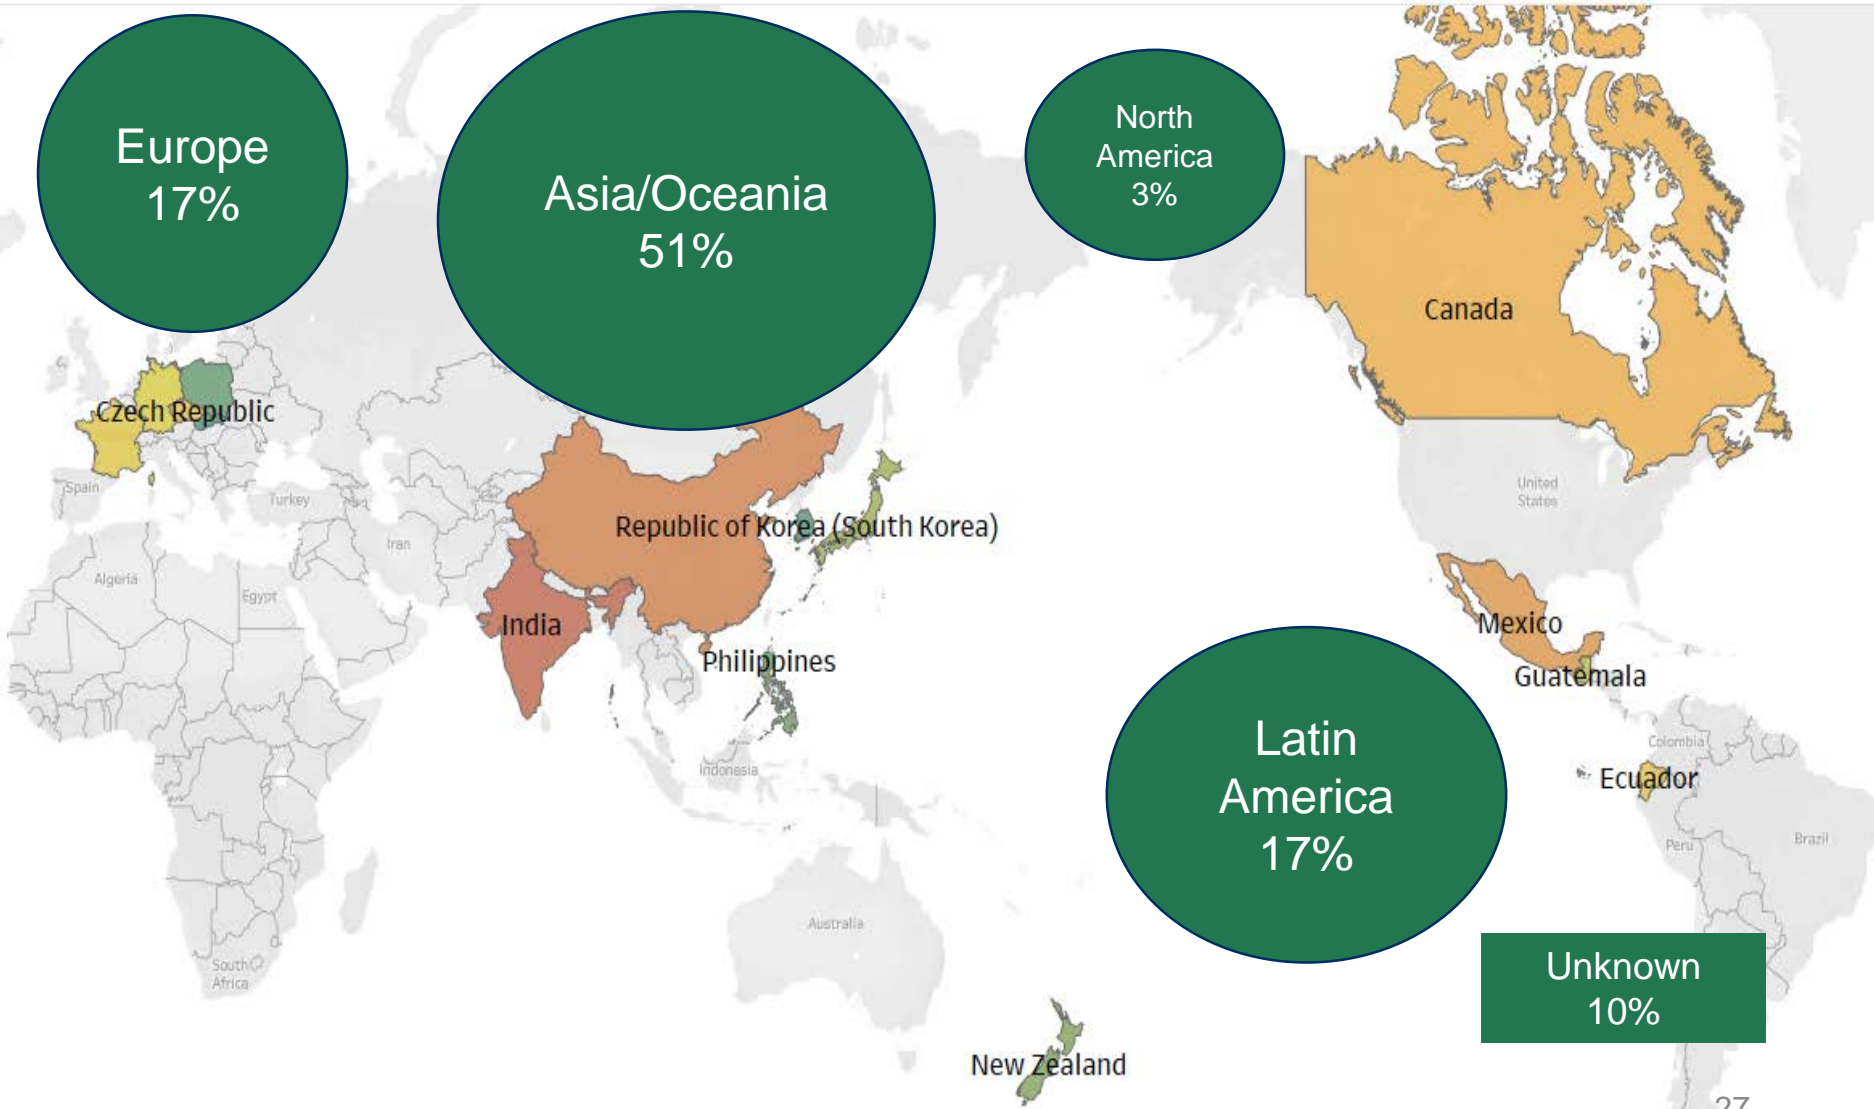 Europe
17%
Asia/Oceania
51%
North
America
3%
Canada
Czech Republic
Spain
Turkey
United
States
Republic of Korea (South Korea)
Iran
Algeria
Egypt
India
Mexico
Philippines
Guatemala
Latin
America
17%
Colombia
Indonesia
Ecuador
Peru
Brazil
Australia
South
Africa
Unknown
10%
New Zealand
27